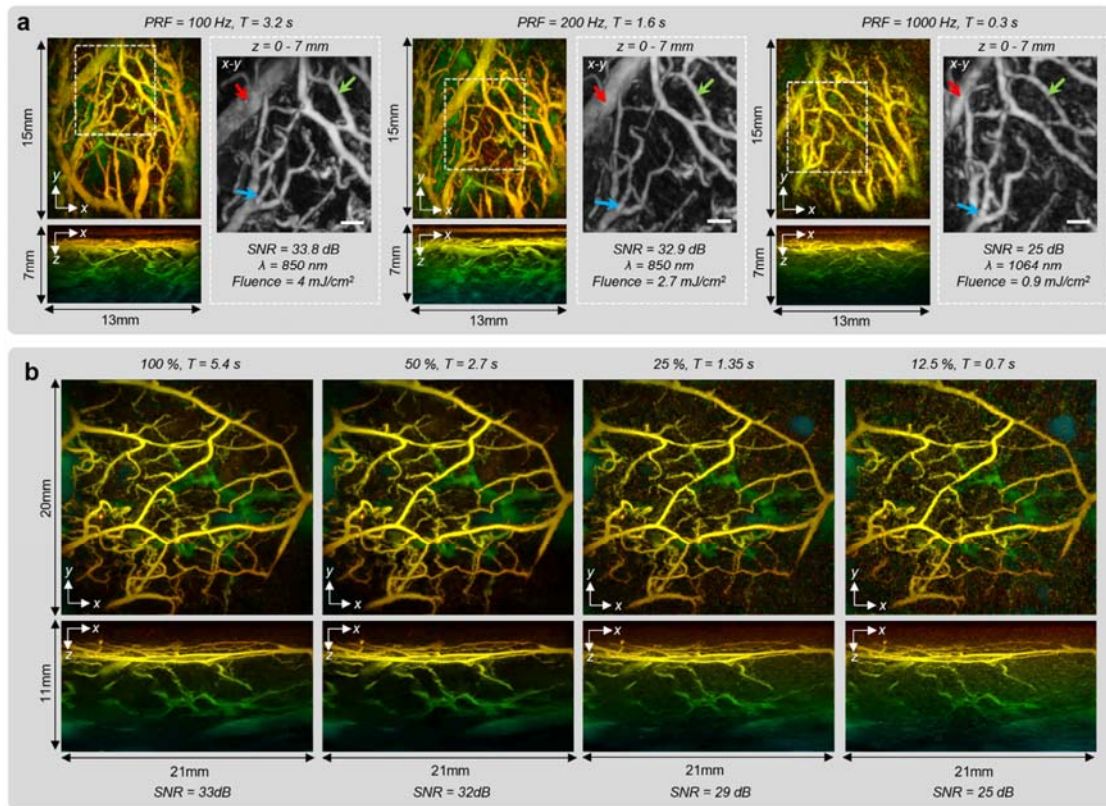 a
PRF = 100 Hz, T = 3.2 s
PRF = 200 Hz, T = 1.6 s
PRF = 1000 Hz, T = 0.3 s
z = 0 - 7 mm
z = 0 - 7 mm
z = 0 - 7 mm
x-y
x-y
x-y
15mm
15mm
15mm
y
x
y
x
y
x
x
z
x
z
x
z
7mm
7mm
7mm
13mm
13mm
13mm
SNR = 33.8 dB
λ = 850 nm
Fluence = 4 mJ/cm²
SNR = 32.9 dB
λ = 850 nm
Fluence = 2.7 mJ/cm²
SNR = 25 dB
λ = 1064 nm
Fluence = 0.9 mJ/cm²
b
100 %, T = 5.4 s
50 %, T = 2.7 s
25 %, T = 1.35 s
12.5 %, T = 0.7 s
20mm
y
x
y
x
y
x
y
x
11mm
x
z
x
z
x
z
x
z
21mm
21mm
21mm
21mm
SNR = 33dB
SNR = 32dB
SNR = 29 dB
SNR = 25 dB